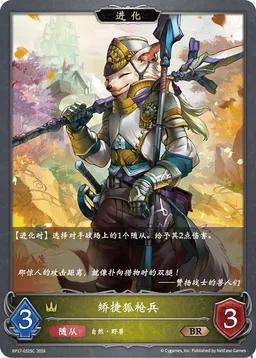 进化
【进化时】选择对手战场上的1个随从。给予其2点伤害。
那惊人的攻击距离，就像扑向猎物时的双腿！
——赞扬战士的兽人们
3
矫捷狐枪兵
3
随从
自然·野兽
BR
© Cygames, Inc. Published by NetEase Games